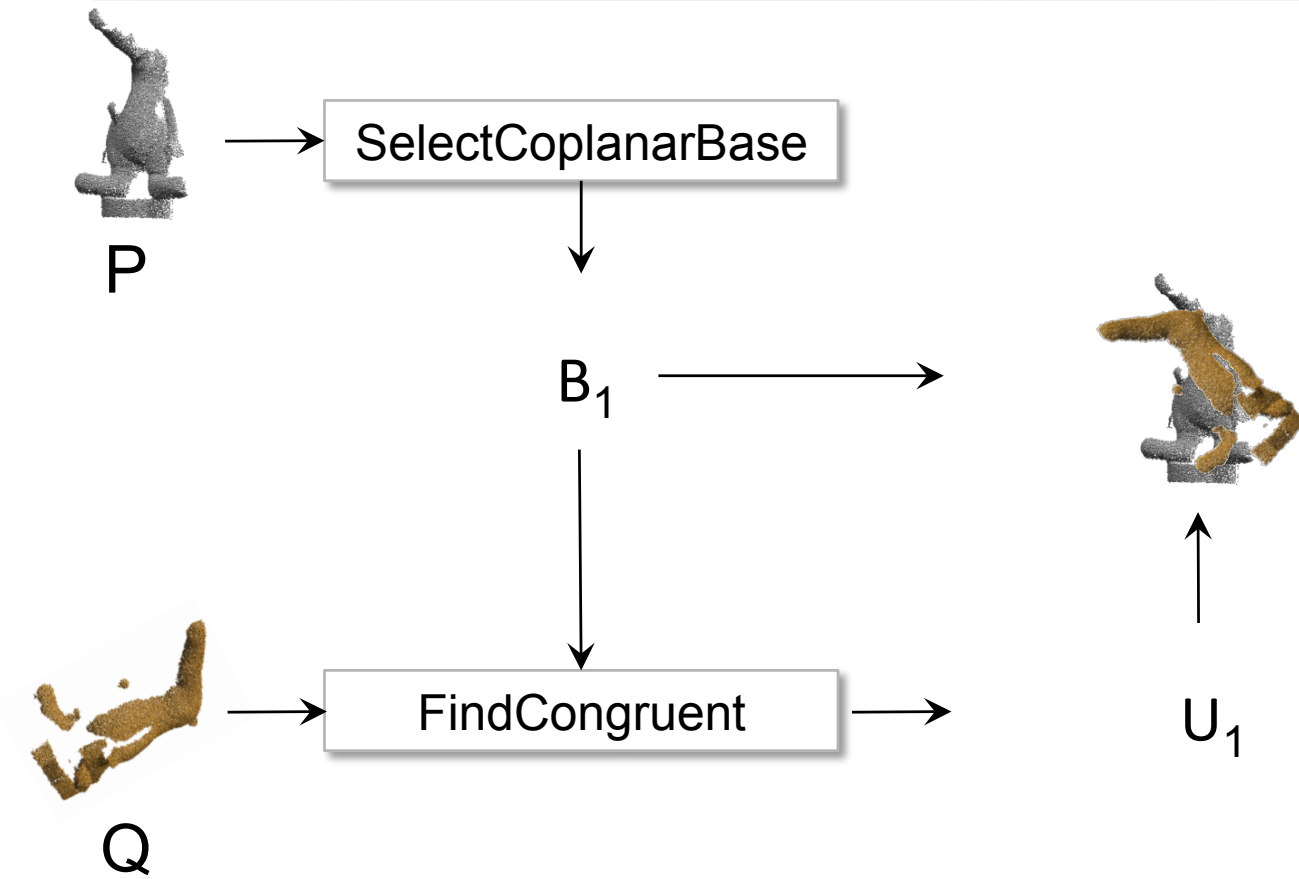 SelectCoplanarBase
P
B₁
FindCongruent
U₁
Q